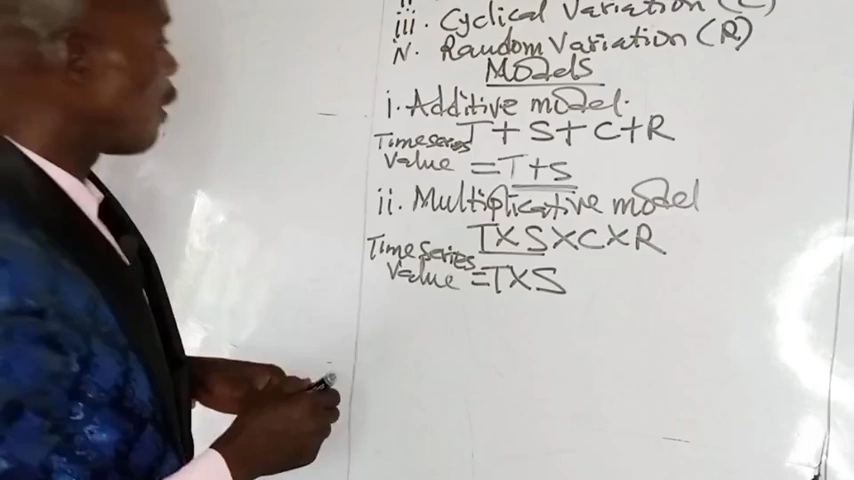 iii. Cyclical Variation (C)
iv. Random Variation (R)
Models
i. Additive model.
T + S + C + R
Time series Value = T + S
ii. Multiplicative model
T X S X C X R
Time series Value = T X S